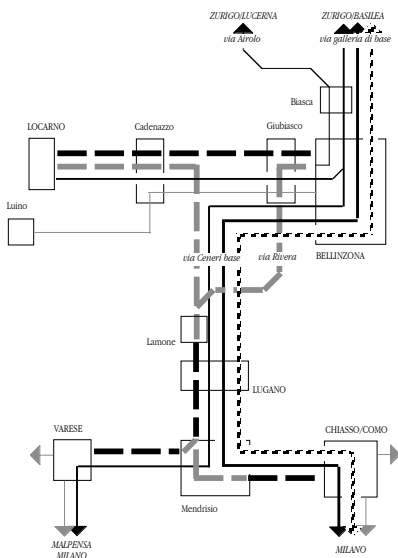 ZURIGO/LUCERNA
via Airolo
ZURIGO/BASILEA
via galleria di base
Biasca
LOCARNO
Cadenazzo
Giubiasco
Luino
via Ceneri base
via Rivera
BELLINZONA
Lamone
LUGANO
VARESE
CHIASSO/COMO
Mendrisio
MALPENSA
MILANO
MILANO